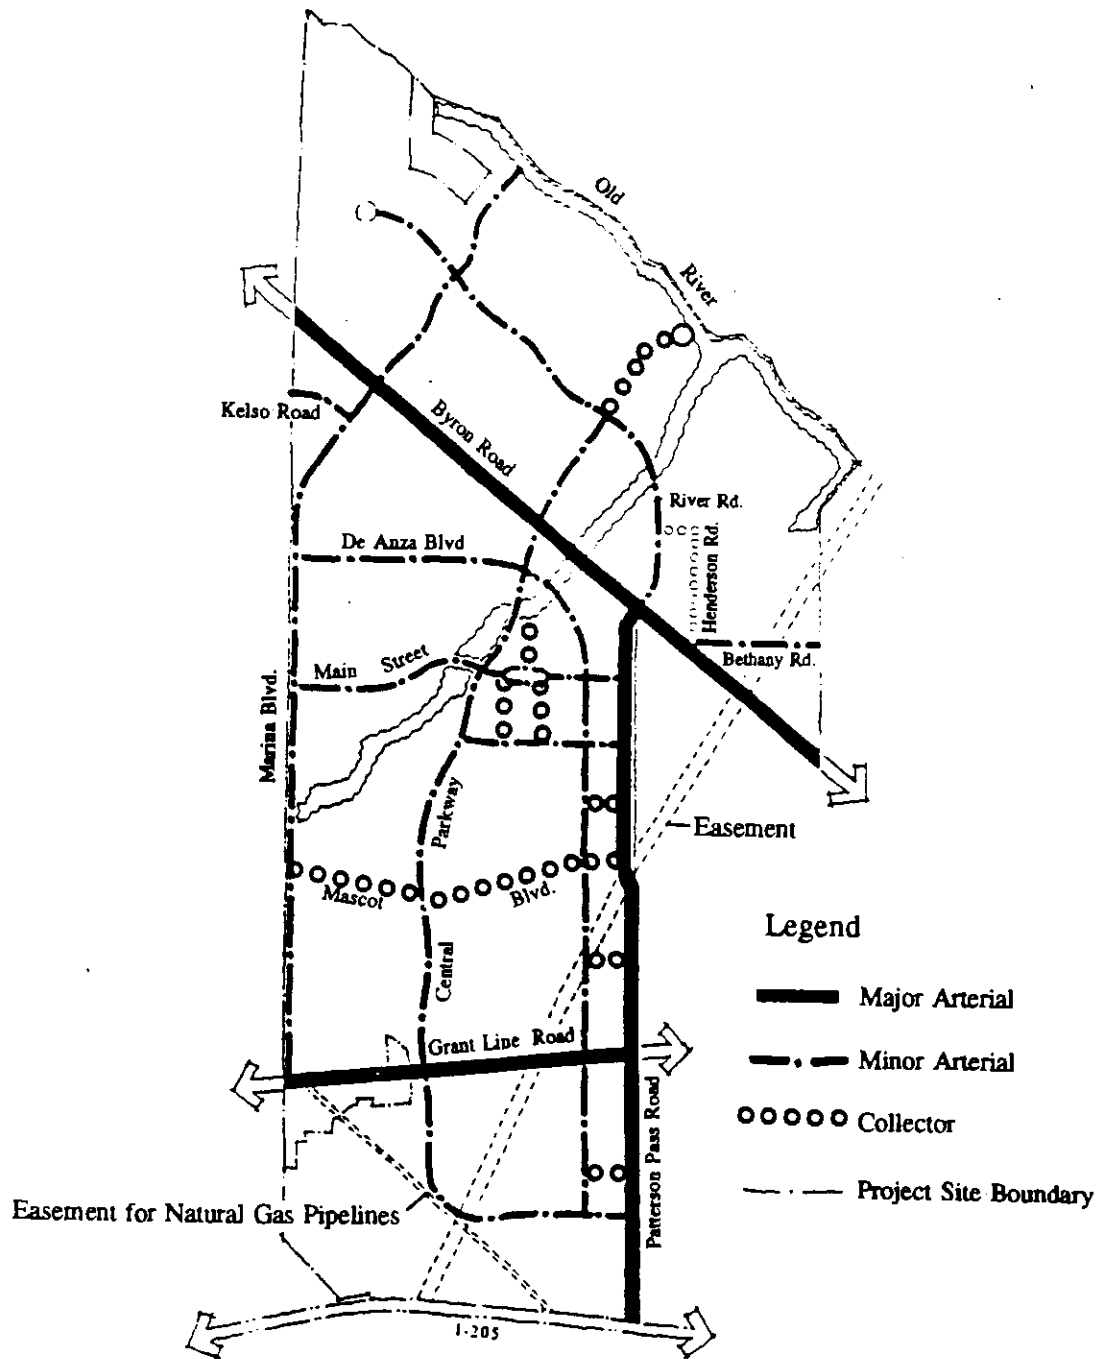 Old
River
Kelso Road
Byron Road
River Rd.
De Anza Blvd
Henderson Rd.
Main Street
Bethany Rd.
Marina Blvd.
Parkway
Easement
Mascot Blvd.
Legend
Central
Major Arterial
Grant Line Road
Minor Arterial
Collector
Patterson Pass Road
Project Site Boundary
Easement for Natural Gas Pipelines
I-205